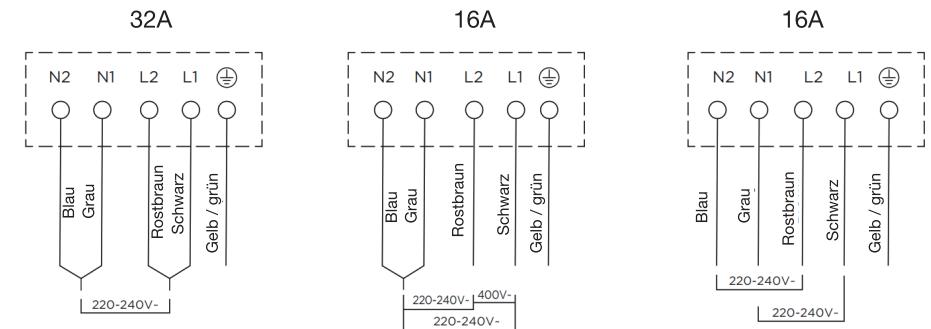 32A
N2 N1 L2 L1
Blau
Grau
Rostbraun
Schwarz
Gelb / grün
220-240V~
16A
N2 N1 L2 L1
Blau
Grau
Rostbraun
Schwarz
Gelb / grün
220-240V~
400V~
220-240V~
16A
N2 N1 L2 L1
Blau
Grau
Rostbraun
Schwarz
Gelb / grün
220-240V~
220-240V~